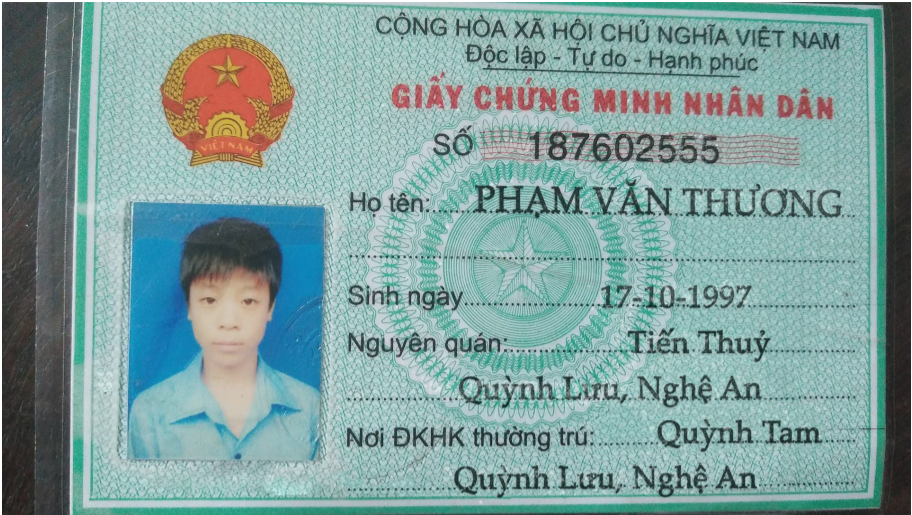 CỘNG HÒA XÃ HỘI CHỦ NGHĨA VIỆT NAM
Độc lập - Tự do - Hạnh phúc
GIẤY CHỨNG MINH NHÂN DÂN
SỐ 187602555
VIỆT NAM
Họ tên: PHẠM VĂN THƯƠNG
Sinh ngày 17-10-1997
Nguyên quán: Tiến Thuỷ
Quỳnh Lưu, Nghệ An
Nơi ĐKHK thường trú: Quỳnh Tam
Quỳnh Lưu, Nghệ An